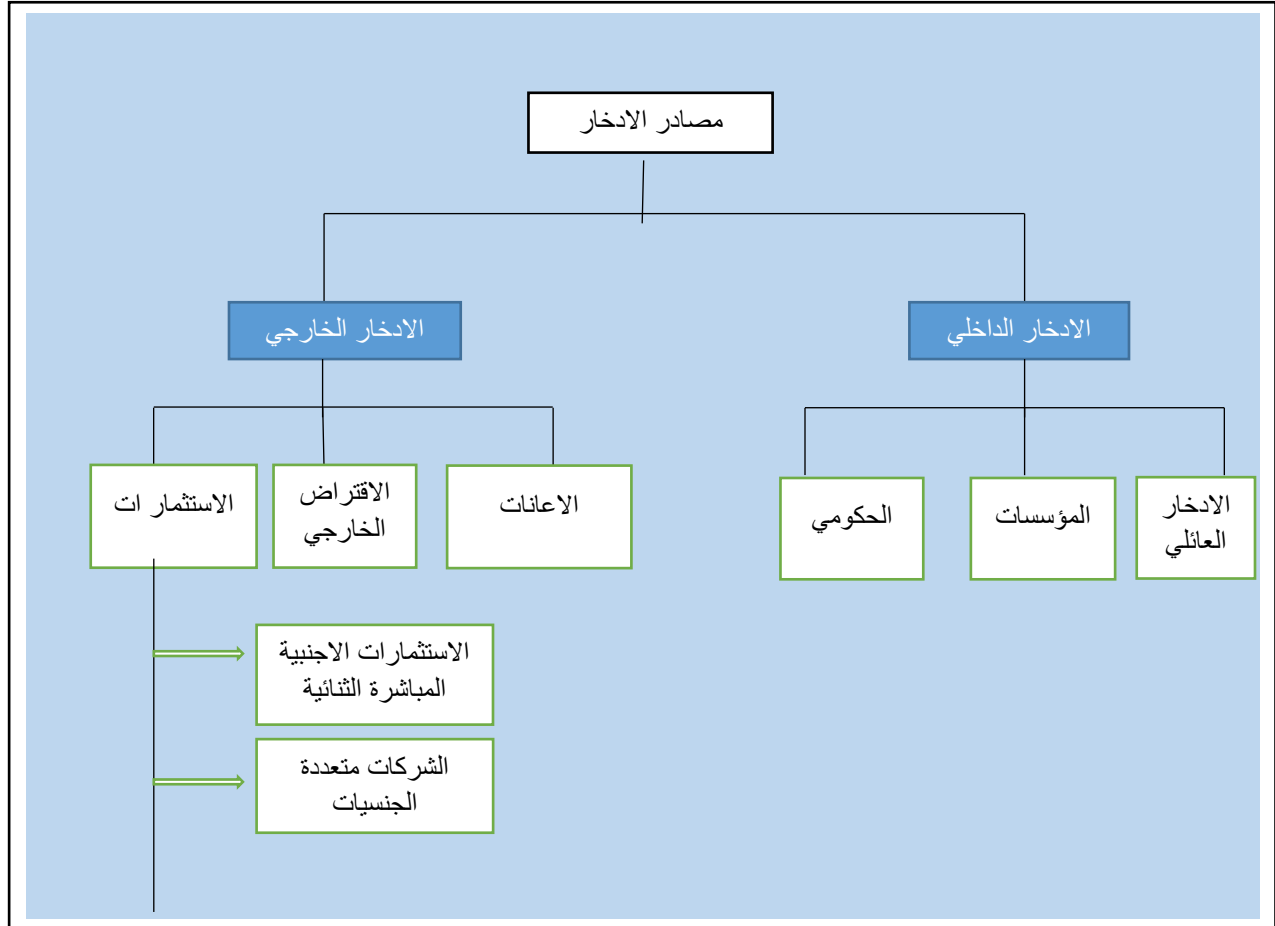 مصادر الادخار
الادخار الداخلي
الادخار الخارجي
الادخار
العائلي
المؤسسات
الحكومي
الاعانات
الاقتراض
الخارجي
الاستثمار ات
الاستثمارات الاجنبية
المباشرة الثنائية
الشركات متعددة
الجنسيات